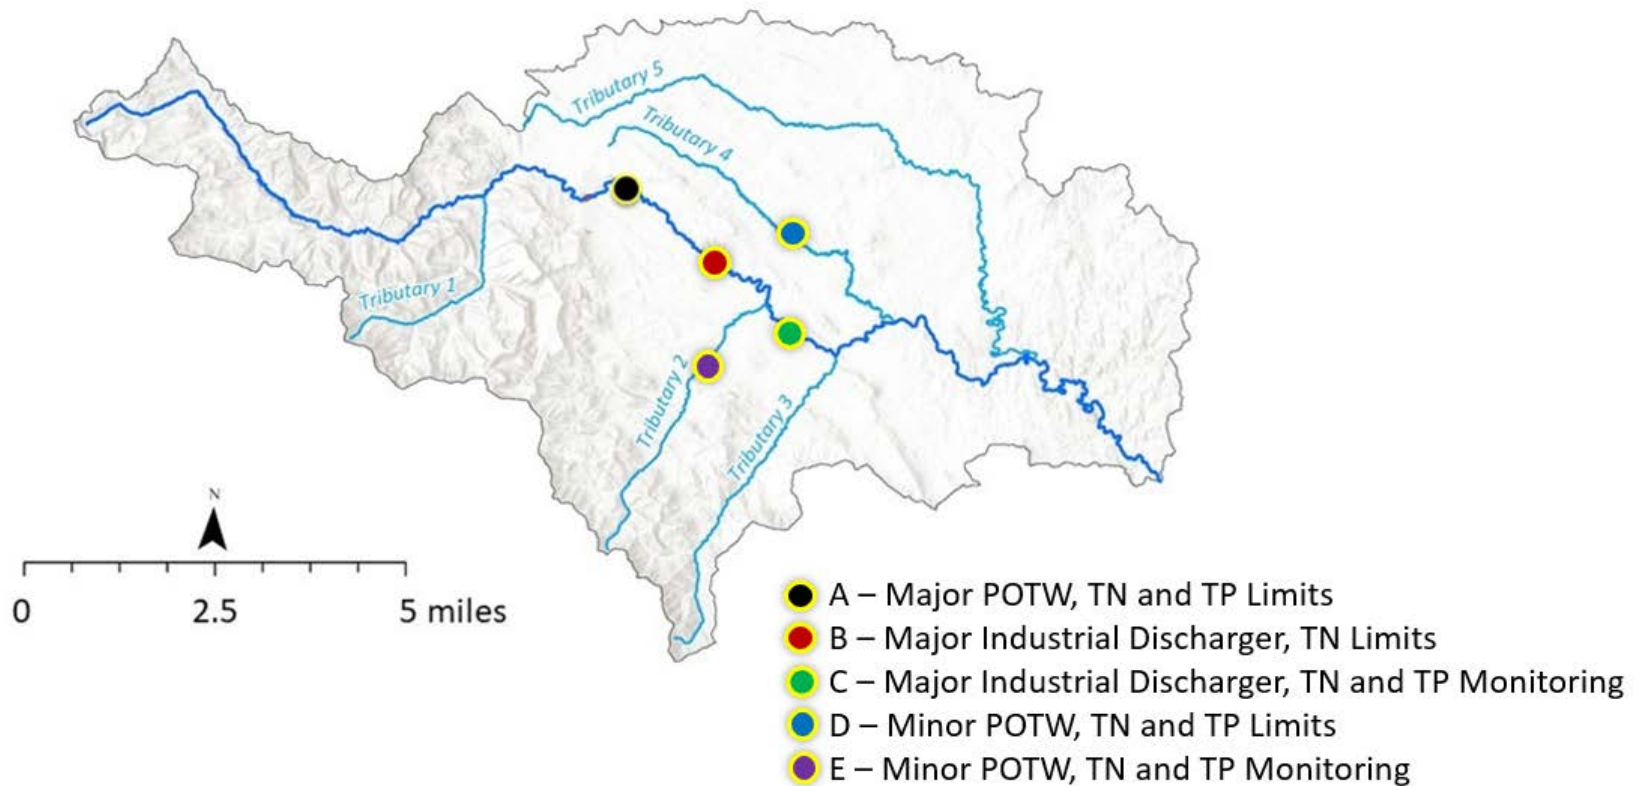 Tributary 5
Tributary 4
Tributary 1
Tributary 2
Tributary 3
N
0 2.5 5 miles
A – Major POTW, TN and TP Limits
B – Major Industrial Discharger, TN Limits
C – Major Industrial Discharger, TN and TP Monitoring
D – Minor POTW, TN and TP Limits
E – Minor POTW, TN and TP Monitoring